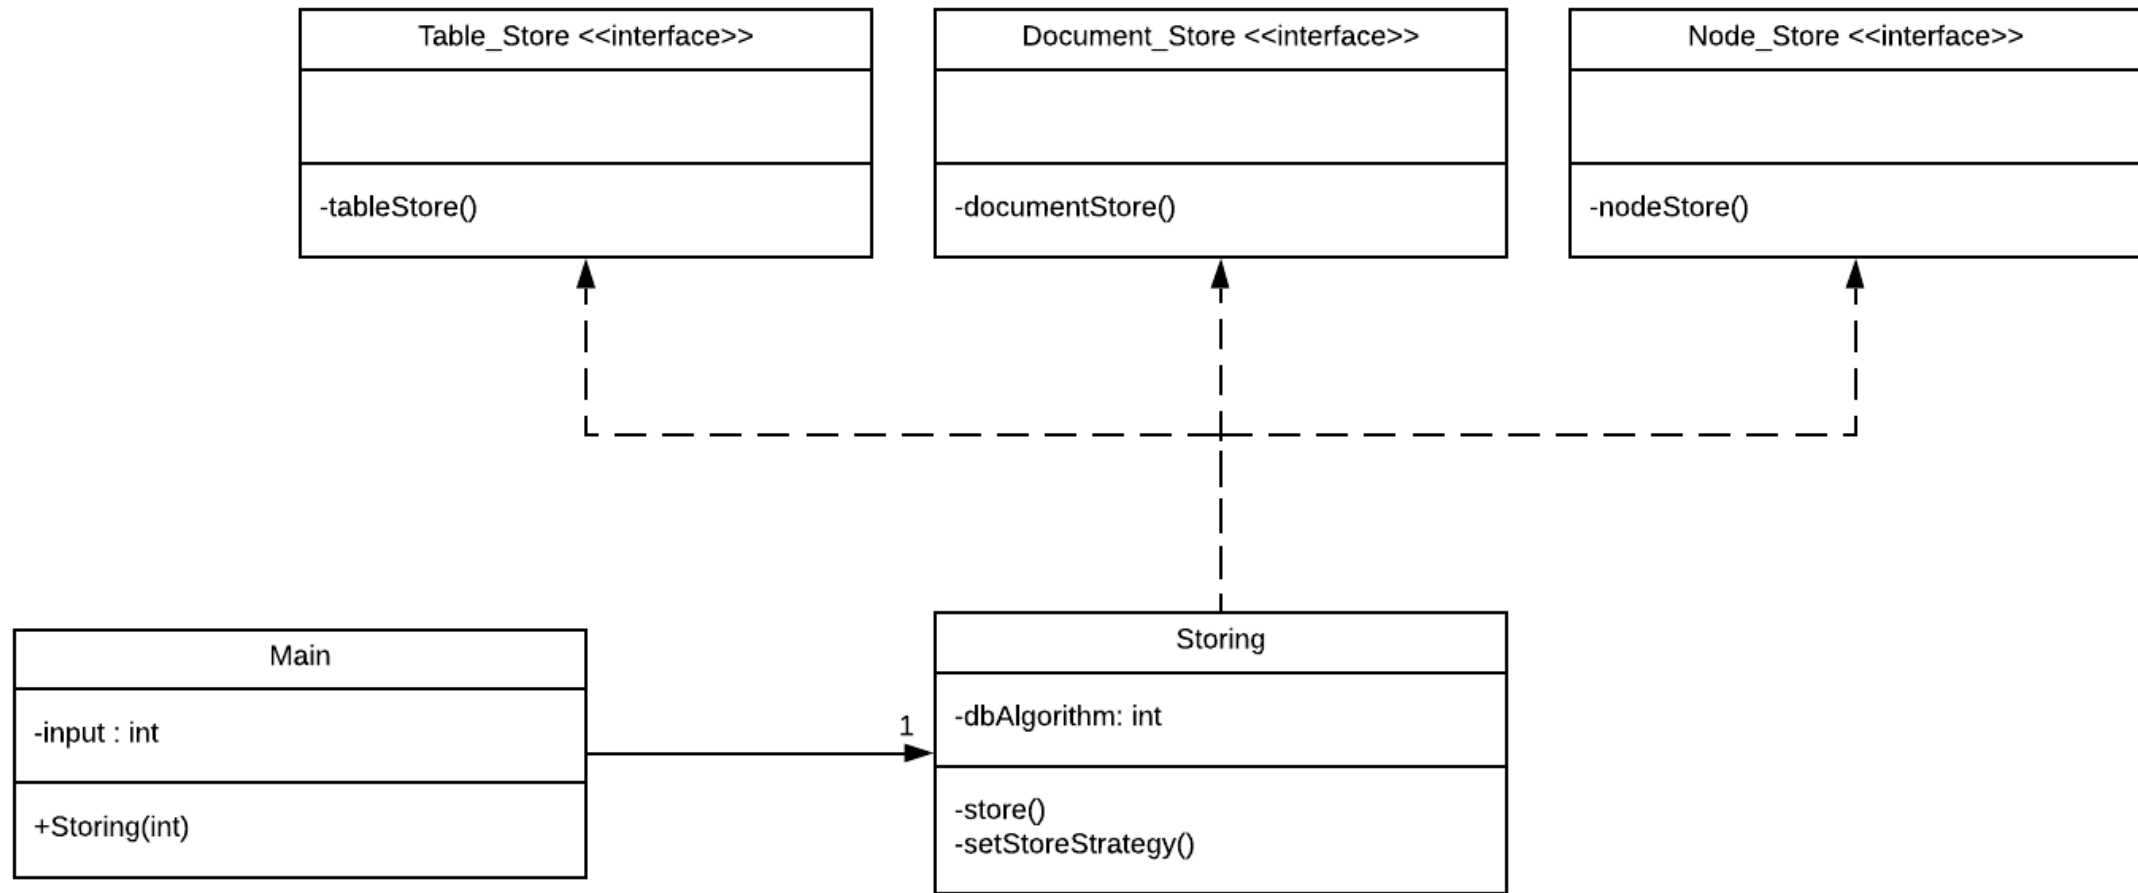 Table_Store <<interface>>
-tableStore()
Document_Store <<interface>>
-documentStore()
Node_Store <<interface>>
-nodeStore()
Main
-input : int
+Storing(int)
1
Storing
-dbAlgorithm: int
-store()
-setStoreStrategy()